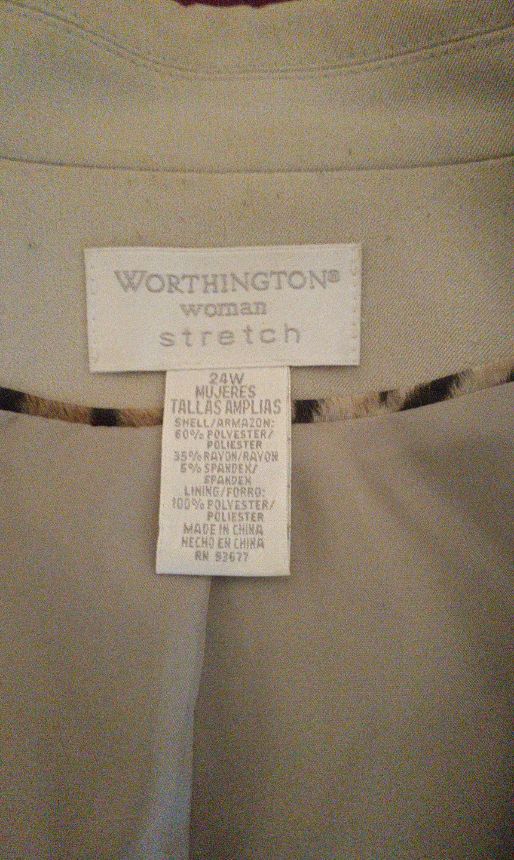 WORTHINGTON®
woman
stretch
24W
MUJERES
TALLAS AMPLIAS
SHELL/ARMAZON:
60% POLYESTER/
POLIESTER
35% RAYON/RAYON
5% SPANDEX/
SPANDEX
LINING/FORRO:
100% POLYESTER/
POLIESTER
MADE IN CHINA
HECHO EN CHINA
RN 93677